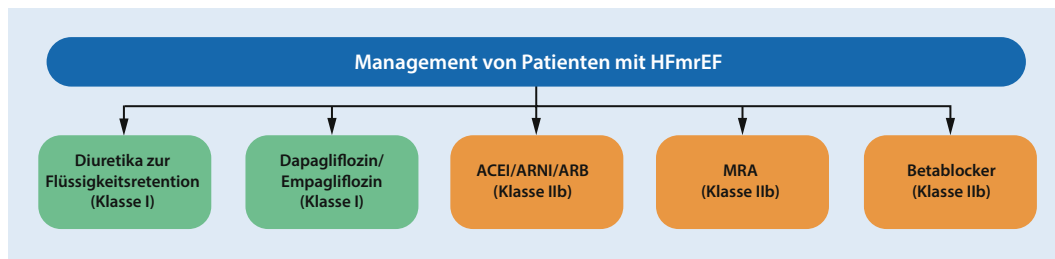 Management von Patienten mit HFmrEF
Diuretika zur
Flüssigkeitsretention
(Klasse I)
Dapagliflozin/
Empagliflozin
(Klasse I)
ACEI/ARNI/ARB
(Klasse IIb)
MRA
(Klasse IIb)
Betablocker
(Klasse IIb)